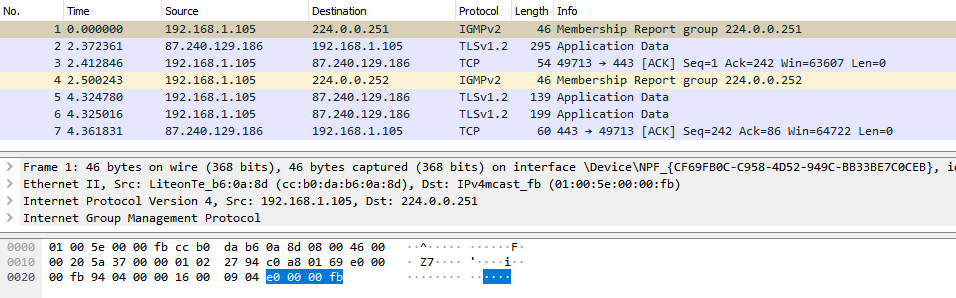 No. Time Source Destination Protocol Length Info
1 0.000000 192.168.1.105 224.0.0.251 IGMPv2 46 Membership Report group 224.0.0.251
2 2.372361 87.240.129.186 192.168.1.105 TLSv1.2 295 Application Data
3 2.412846 192.168.1.105 87.240.129.186 TCP 54 49713 → 443 [ACK] Seq=1 Ack=242 Win=63607 Len=0
4 2.500243 192.168.1.105 224.0.0.252 IGMPv2 46 Membership Report group 224.0.0.252
5 4.324780 192.168.1.105 87.240.129.186 TLSv1.2 139 Application Data
6 4.325016 192.168.1.105 87.240.129.186 TLSv1.2 199 Application Data
7 4.361831 87.240.129.186 192.168.1.105 TCP 60 443 → 49713 [ACK] Seq=242 Ack=86 Win=64722 Len=0
Frame 1: 46 bytes on wire (368 bits), 46 bytes captured (368 bits) on interface \Device\NPF_{CF69FB0C-C958-4D52-949C-BB33BE7C0CEB}, i
Ethernet II, Src: LiteonTe_b6:0a:8d (cc:b0:da:b6:0a:8d), Dst: IPv4mcast_fb (01:00:5e:00:00:fb)
Internet Protocol Version 4, Src: 192.168.1.105, Dst: 224.0.0.251
Internet Group Management Protocol
0000 01 00 5e 00 00 fb cc b0 da b6 0a 8d 08 00 46 00 ··^····· ······F·
0010 00 20 5a 37 00 00 01 02 27 94 c0 a8 01 69 e0 00 · Z7···· '····i··
0020 00 fb 94 04 00 00 16 00 09 04 e0 00 00 fb ········ ······